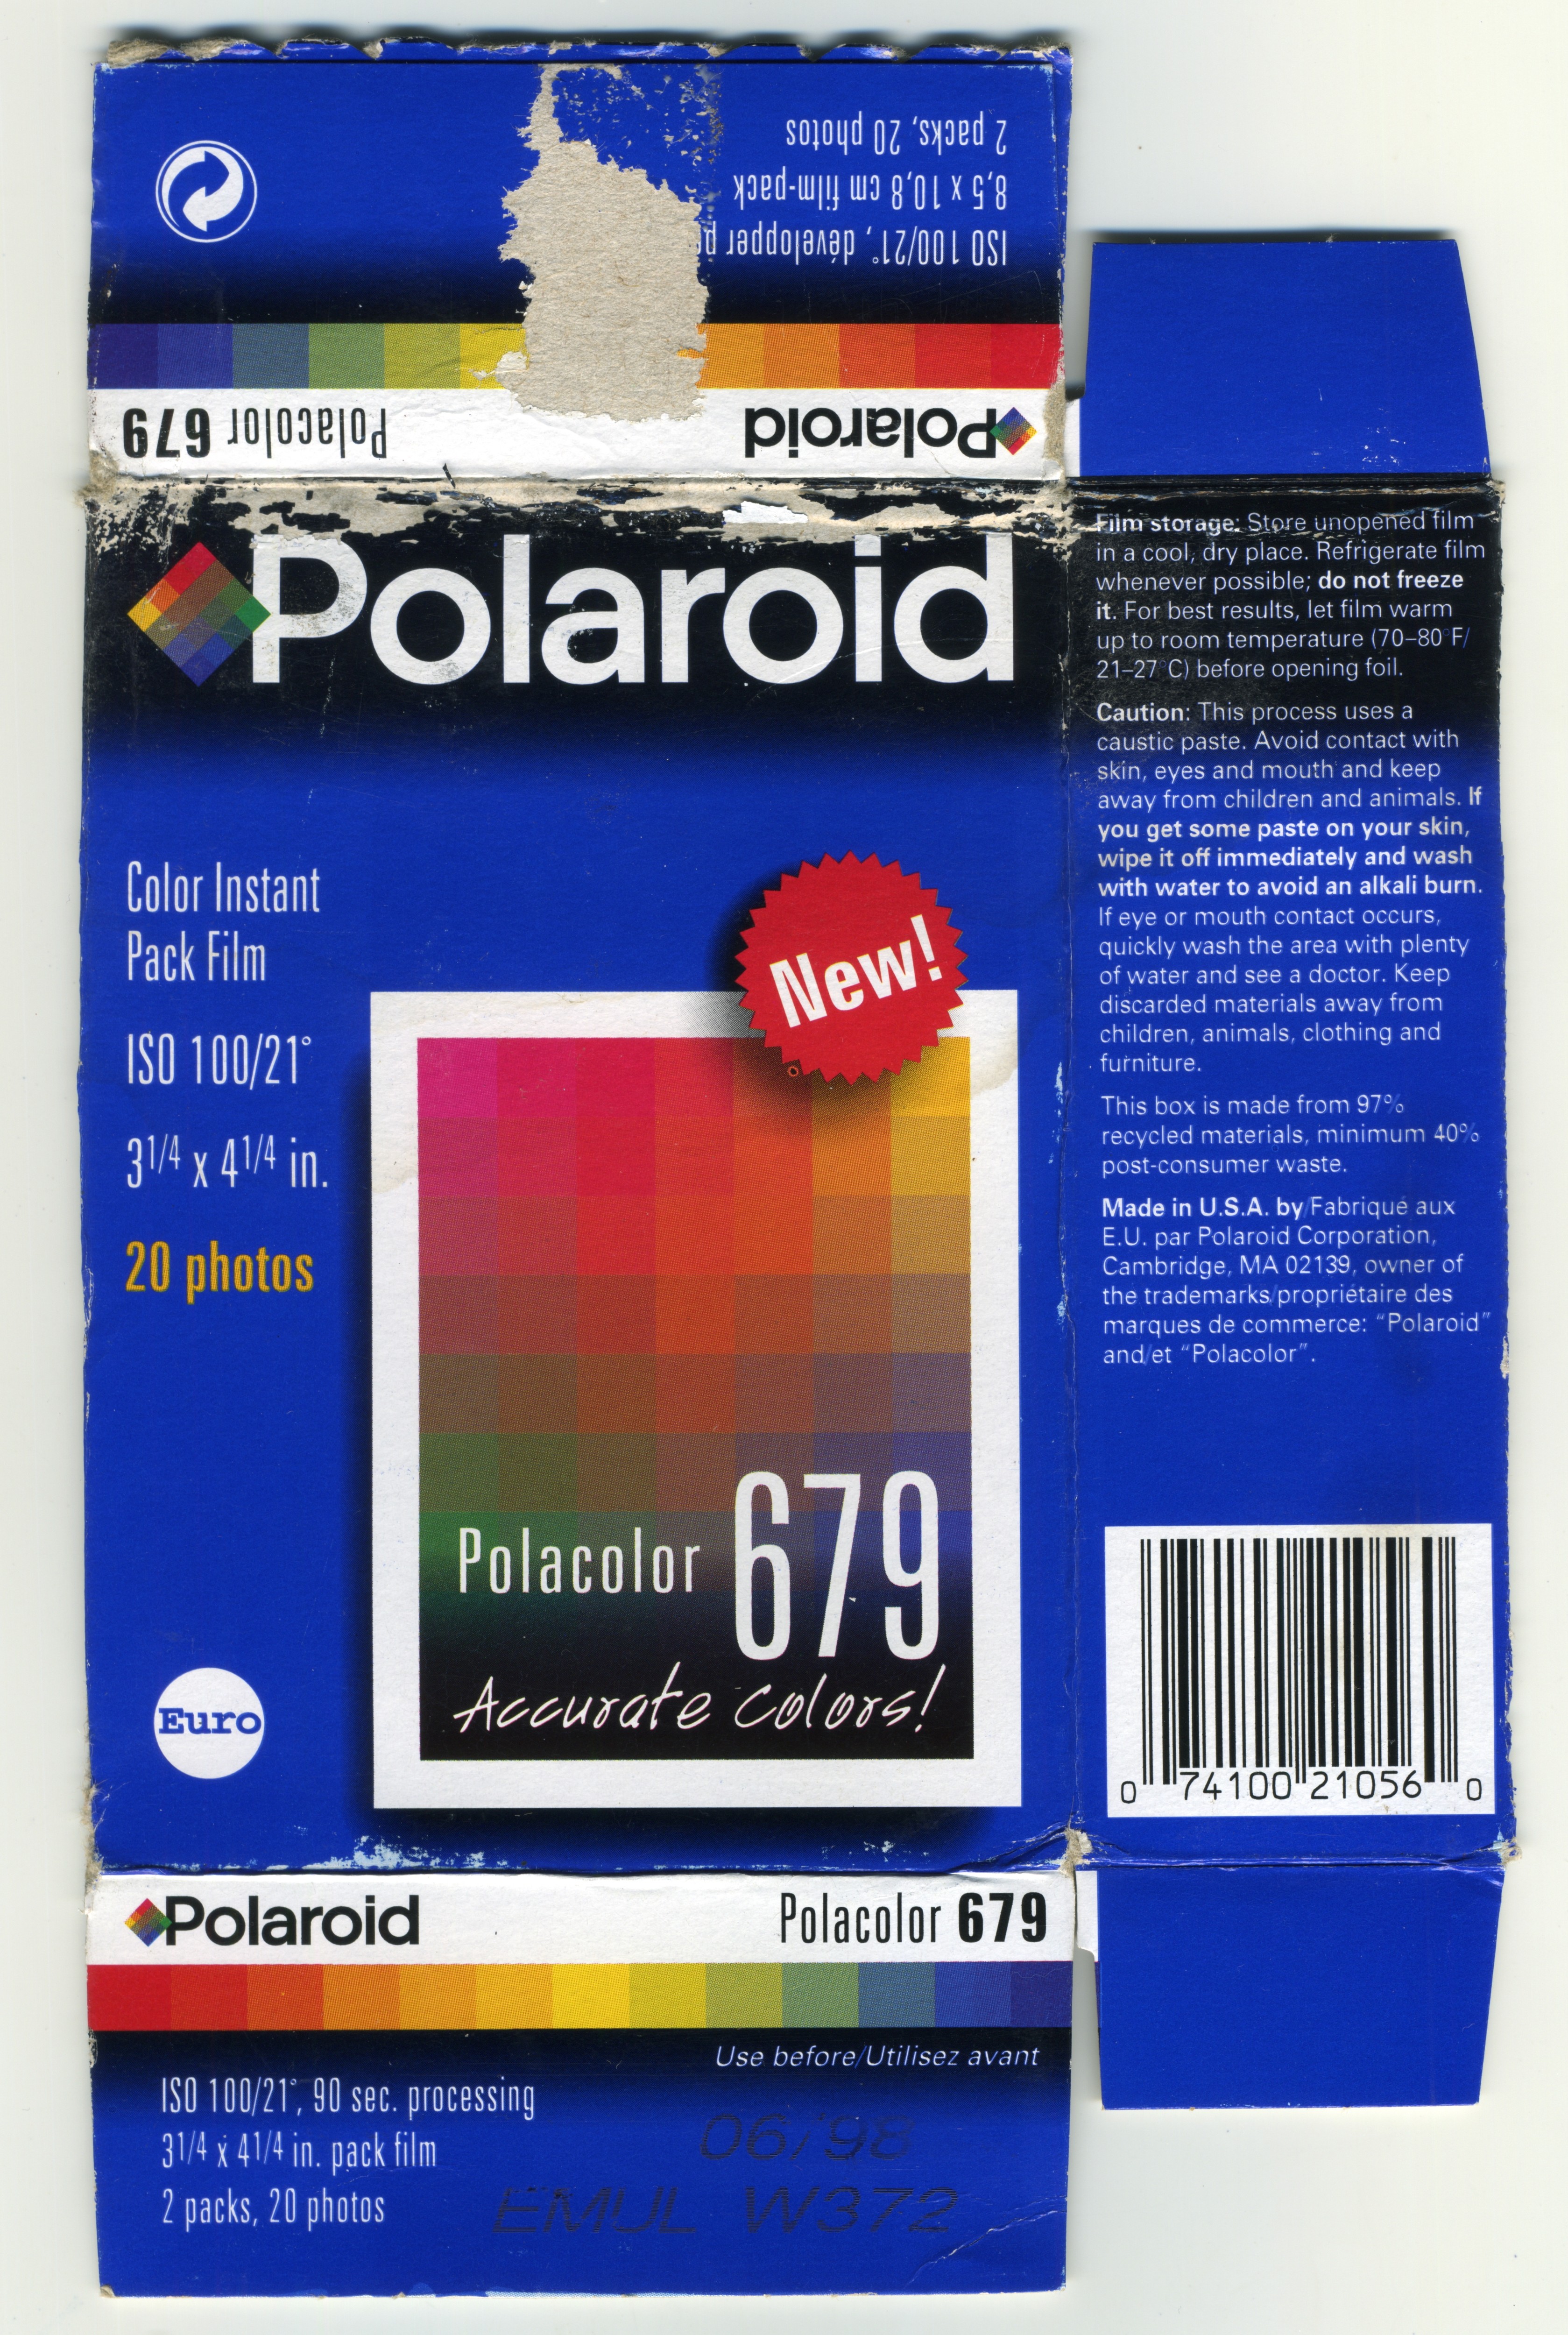 2 packs, 20 photos
8,5 x 10,8 cm film-pack
ISO 100/21°, développer
Polaroid
Polacolor 679
Polaroid
Color Instant
Pack Film
ISO 100/21°
3 1/4 x 4 1/4 in.
20 photos
New!
Polacolor 679
Accurate Colors!
Euro
Polaroid
Polacolor 679
Use before/Utilisez avant
ISO 100/21°, 90 sec. processing
3 1/4 x 4 1/4 in. pack film
2 packs, 20 photos
06/98
EMUL W372
Film storage. Store unopened film
in a cool, dry place. Refrigerate film
whenever possible; do not freeze
it. For best results, let film warm
up to room temperature (70–80°F/
21–27°C) before opening foil.
Caution: This process uses a
caustic paste. Avoid contact with
skin, eyes and mouth and keep
away from children and animals. If
you get some paste on your skin,
wipe it off immediately and wash
with water to avoid an alkali burn.
If eye or mouth contact occurs,
quickly wash the area with plenty
of water and see a doctor. Keep
discarded materials away from
children, animals, clothing and
furniture.
This box is made from 97%
recycled materials, minimum 40%
post-consumer waste.
Made in U.S.A. by/Fabriqué aux
E.U. par Polaroid Corporation,
Cambridge, MA 02139, owner of
the trademarks/propriétaire des
marques de commerce: “Polaroid”
and/et “Polacolor”.
0 74100 21056 0